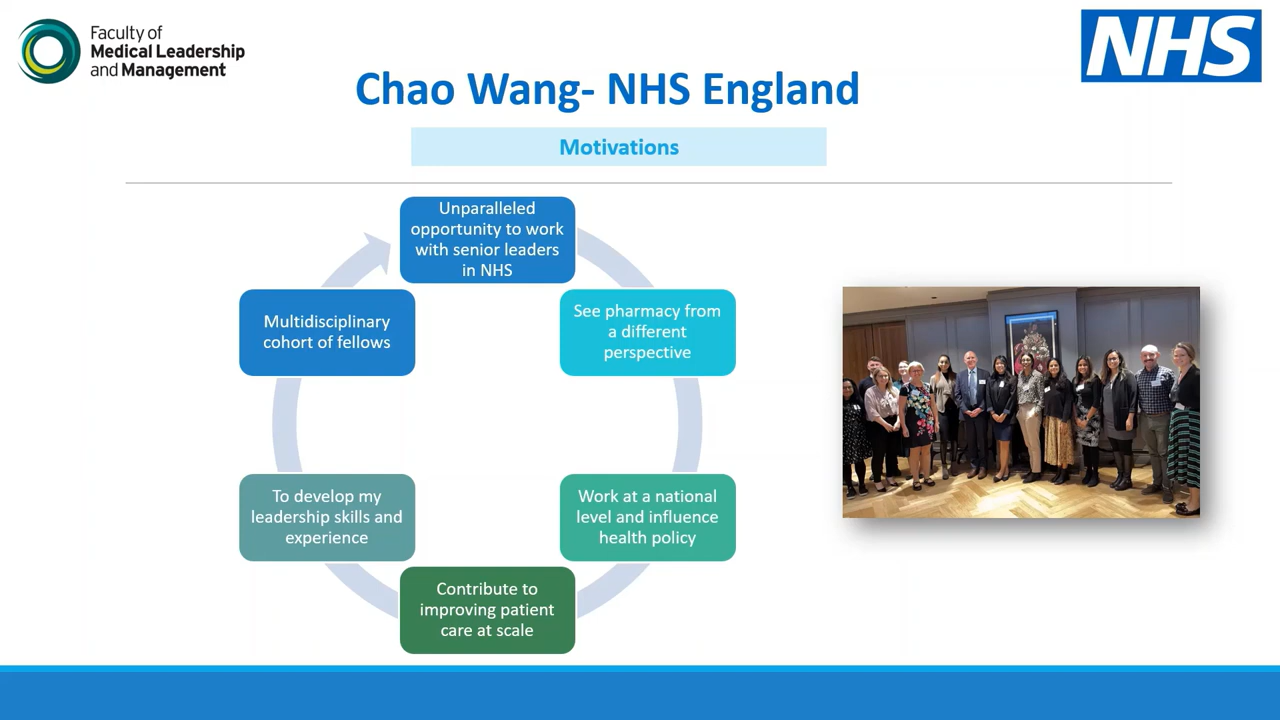 Faculty of
Medical Leadership
and Management
NHS
Chao Wang- NHS England
Motivations
Unparalleled
opportunity to work
with senior leaders
in NHS
See pharmacy from
a different
perspective
Work at a national
level and influence
health policy
Contribute to
improving patient
care at scale
To develop my
leadership skills and
experience
Multidisciplinary
cohort of fellows